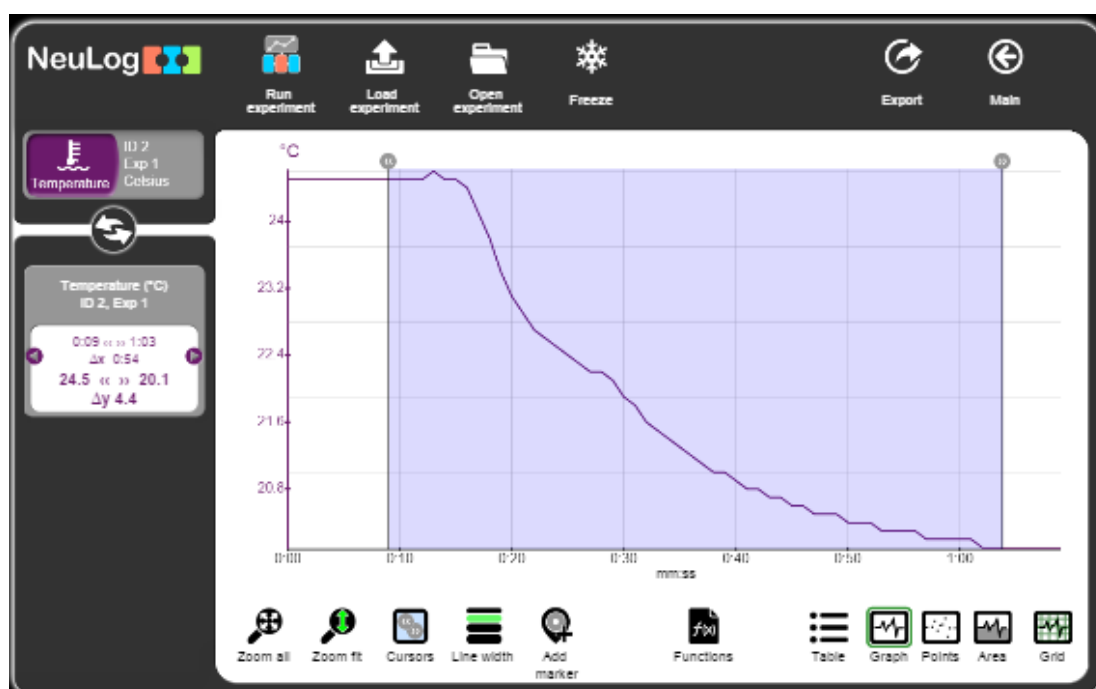 NeuLog
Run
experiment
Load
experiment
Open
experiment
Freeze
Export
Main
Temperature
ID 2
Exp 1
Celsius
Temperature (°C)
ID 2, Exp 1
0:09 « » 1:03
Δx 0:54
24.5 « » 20.1
Δy 4.4
°C
24
23.2
22.4
21.6
20.8
0:00 0:10 0:20 0:30 0:40 0:50 1:00
mm:ss
Zoom all
Zoom fit
Cursors
Line width
Add
marker
f(x)
Functions
Table
Graph
Points
Area
Grid